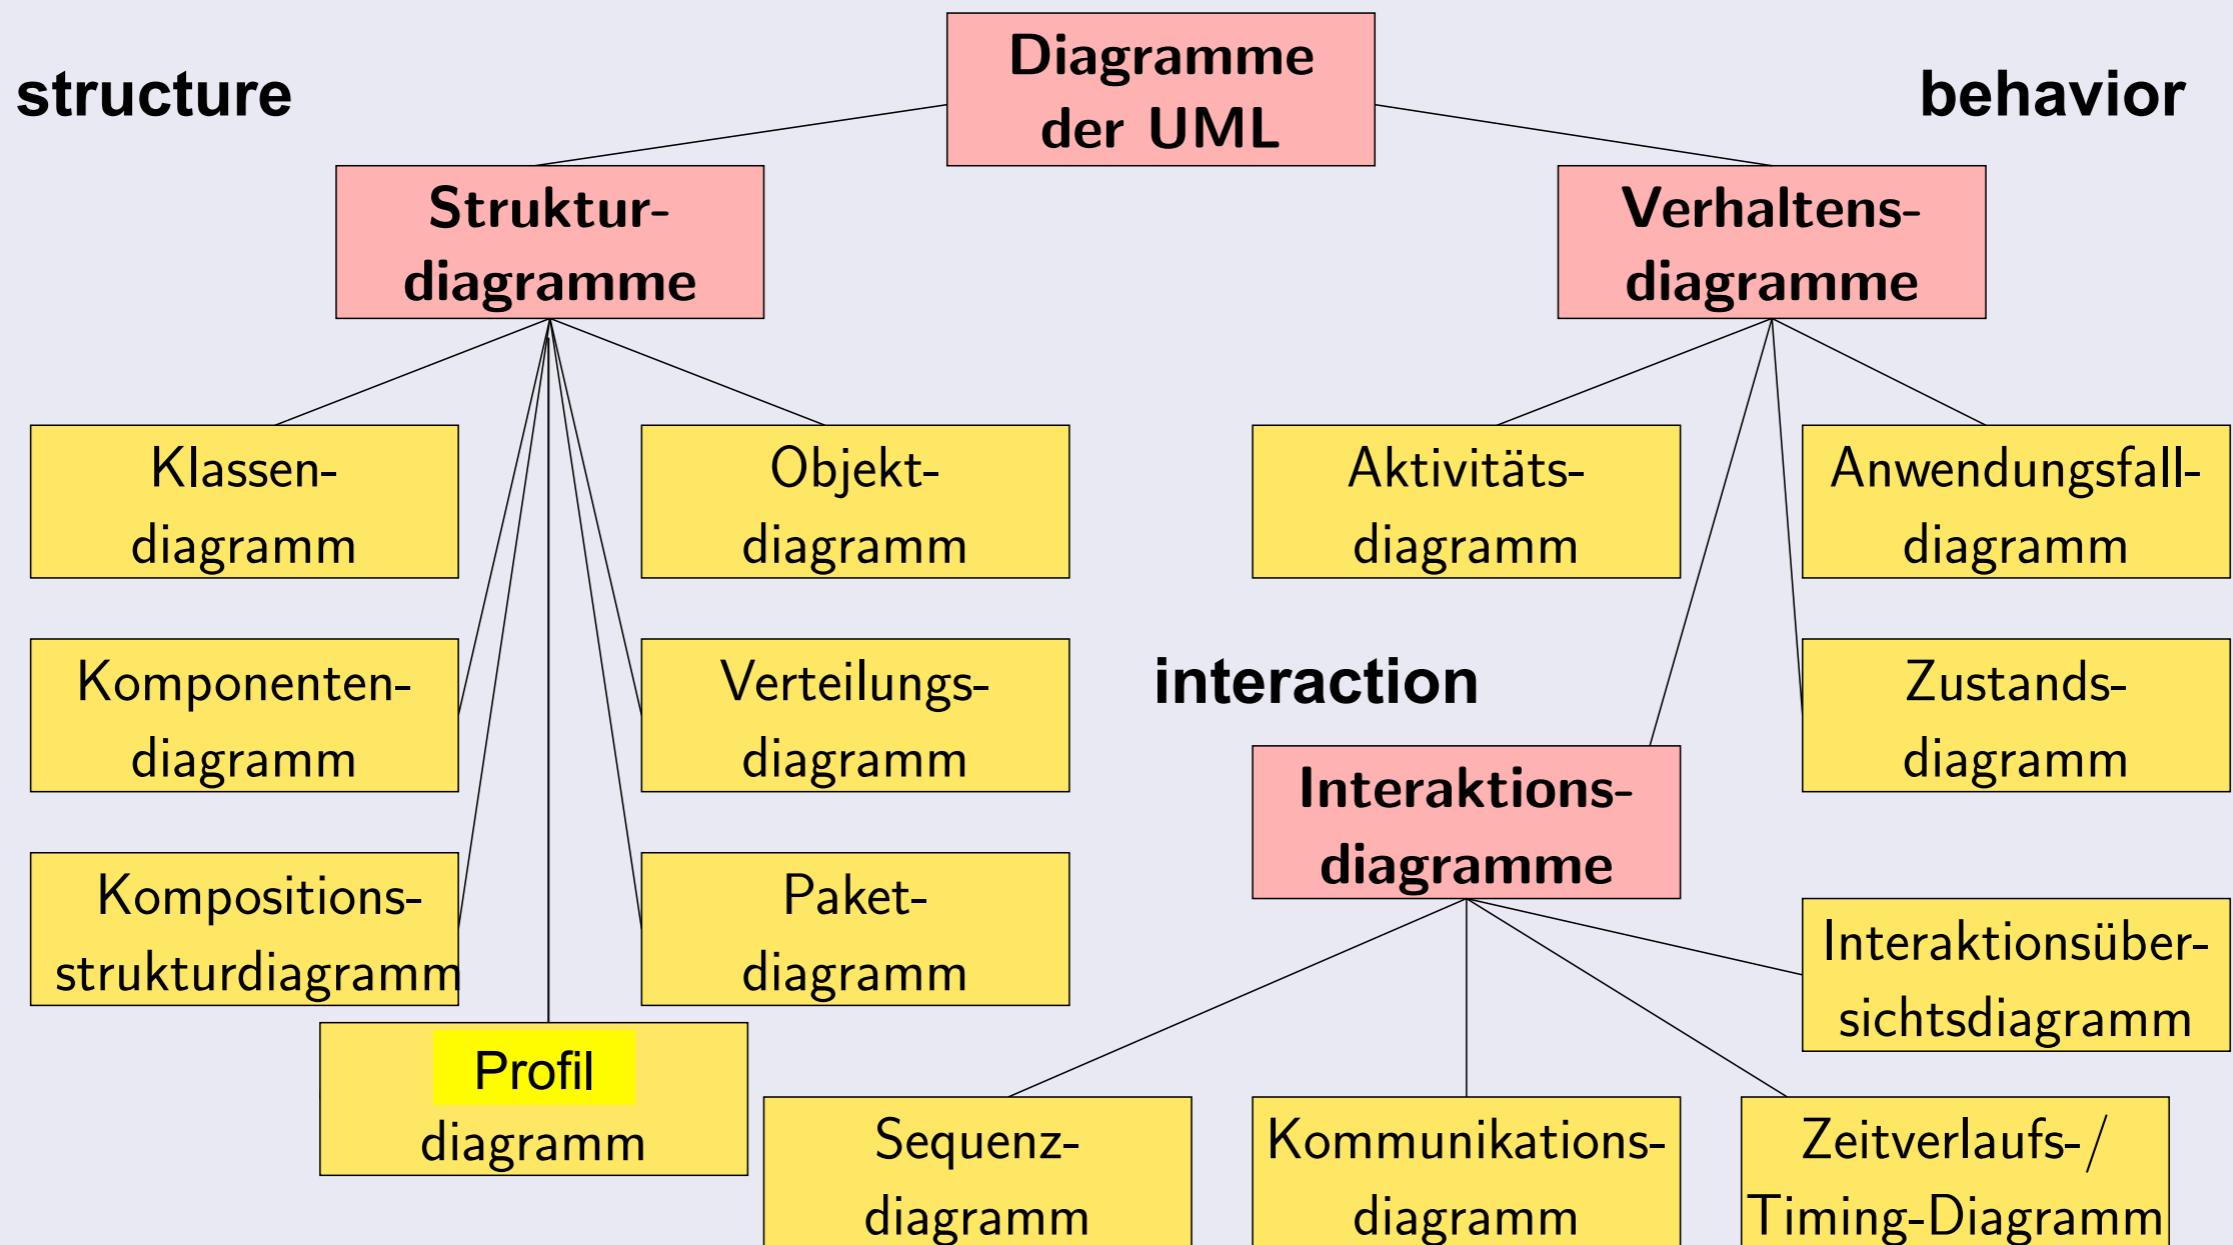 Diagramme
der UML
structure
behavior
Struktur-
diagramme
Verhaltens-
diagramme
Klassen-
diagramm
Objekt-
diagramm
Aktivitäts-
diagramm
Anwendungsfall-
diagramm
Komponenten-
diagramm
Verteilungs-
diagramm
interaction
Zustands-
diagramm
Interaktions-
diagramme
Kompositions-
strukturdiagramm
Paket-
diagramm
Interaktionsüber-
sichtsdiagramm
Profil
diagramm
Sequenz-
diagramm
Kommunikations-
diagramm
Zeitverlaufs-/
Timing-Diagramm